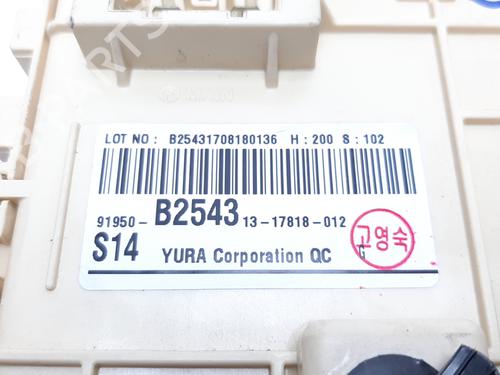 LOT NO : B25431708180136 H : 200 S : 102
91950- B2543 13-17818-012
S14 YURA Corporation QC G
고영숙